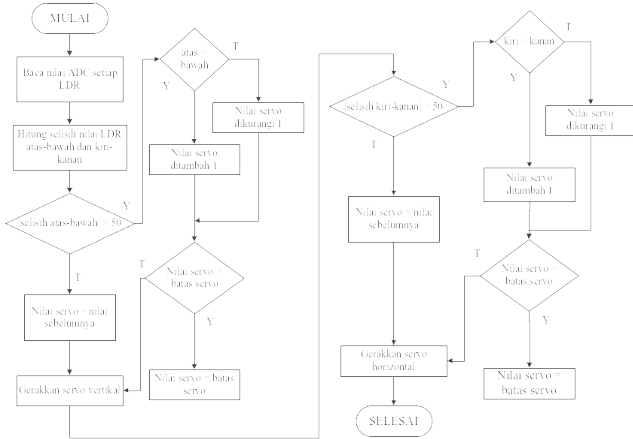 MULAI
Baca nilai ADC setiap
LDR
Hitung selisih nilai LDR
atas-bawah dan kiri-
kanan
|selisih atas-bawah| > 50
Y
T
Nilai servo = nilai
sebelumnya
Gerakkan servo vertikal
atas >
bawah
T
Y
Nilai servo
dikurangi 1
Nilai servo
ditambah 1
Nilai servo >
batas servo
T
Y
Nilai servo = batas
servo
|selisih kiri-kanan| > 50
Y
T
Nilai servo = nilai
sebelumnya
Gerakkan servo
horizontal
SELESAI
kiri > kanan
T
Y
Nilai servo
dikurangi 1
Nilai servo
ditambah 1
Nilai servo >
batas servo
T
Y
Nilai servo =
batas servo